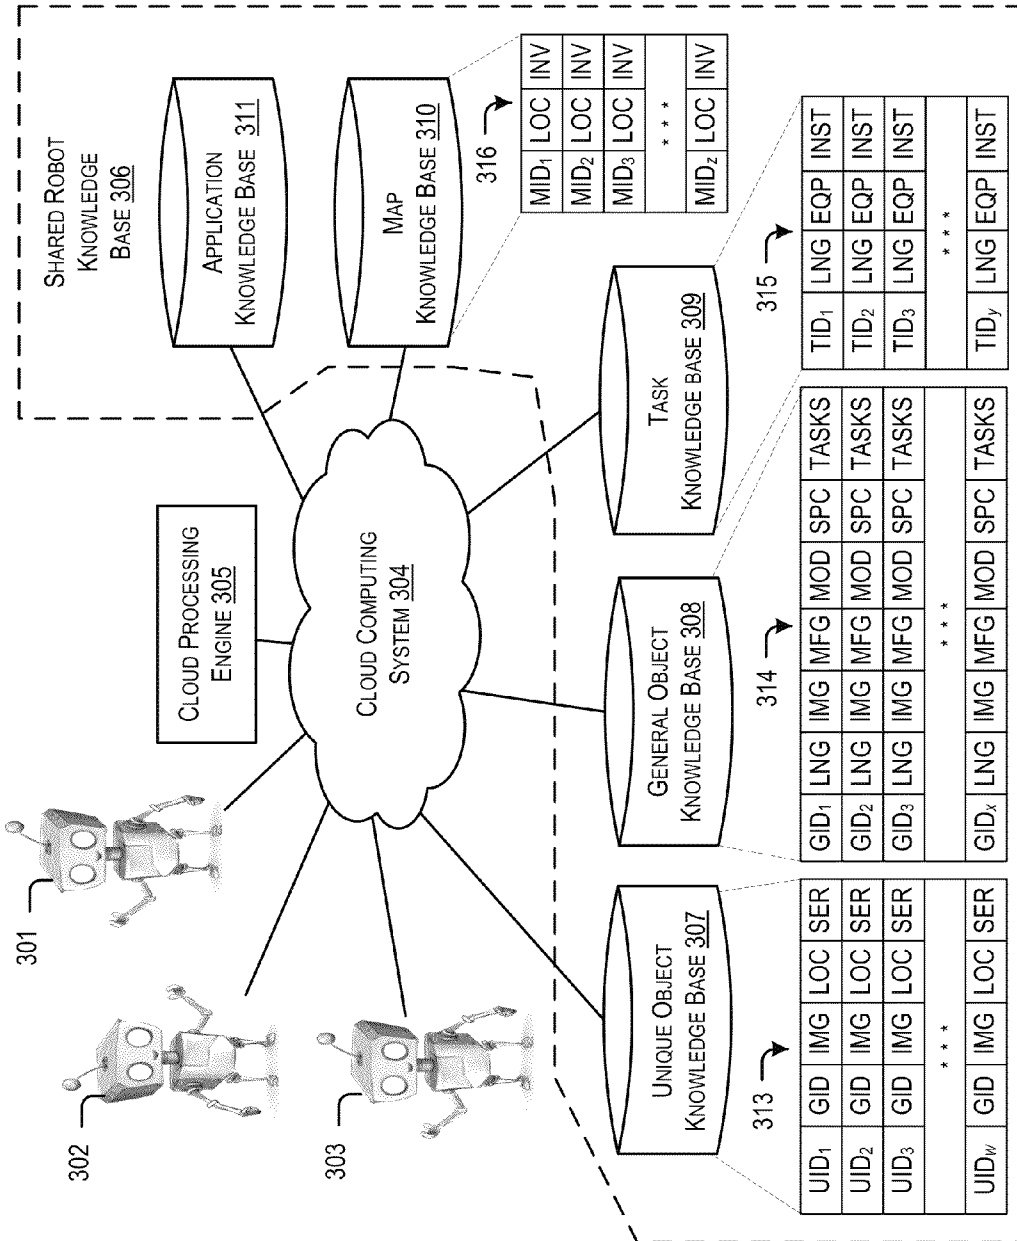 301
302
303
CLOUD PROCESSING
ENGINE 305
CLOUD COMPUTING
SYSTEM 304
SHARED ROBOT
KNOWLEDGE
BASE 306
APPLICATION
KNOWLEDGE BASE 311
MAP
KNOWLEDGE BASE 310
316
MID1 LOC INV
MID2 LOC INV
MID3 LOC INV
* * *
MIDz LOC INV
UNIQUE OBJECT
KNOWLEDGE BASE 307
GENERAL OBJECT
KNOWLEDGE BASE 308
TASK
KNOWLEDGE BASE 309
313
UID1 GID IMG LOC SER
UID2 GID IMG LOC SER
UID3 GID IMG LOC SER
* * *
UIDw GID IMG LOC SER
314
GID1 LNG IMG MFG MOD SPC TASKS
GID2 LNG IMG MFG MOD SPC TASKS
GID3 LNG IMG MFG MOD SPC TASKS
* * *
GIDx LNG IMG MFG MOD SPC TASKS
315
TID1 LNG EQP INST
TID2 LNG EQP INST
TID3 LNG EQP INST
* * *
TIDy LNG EQP INST